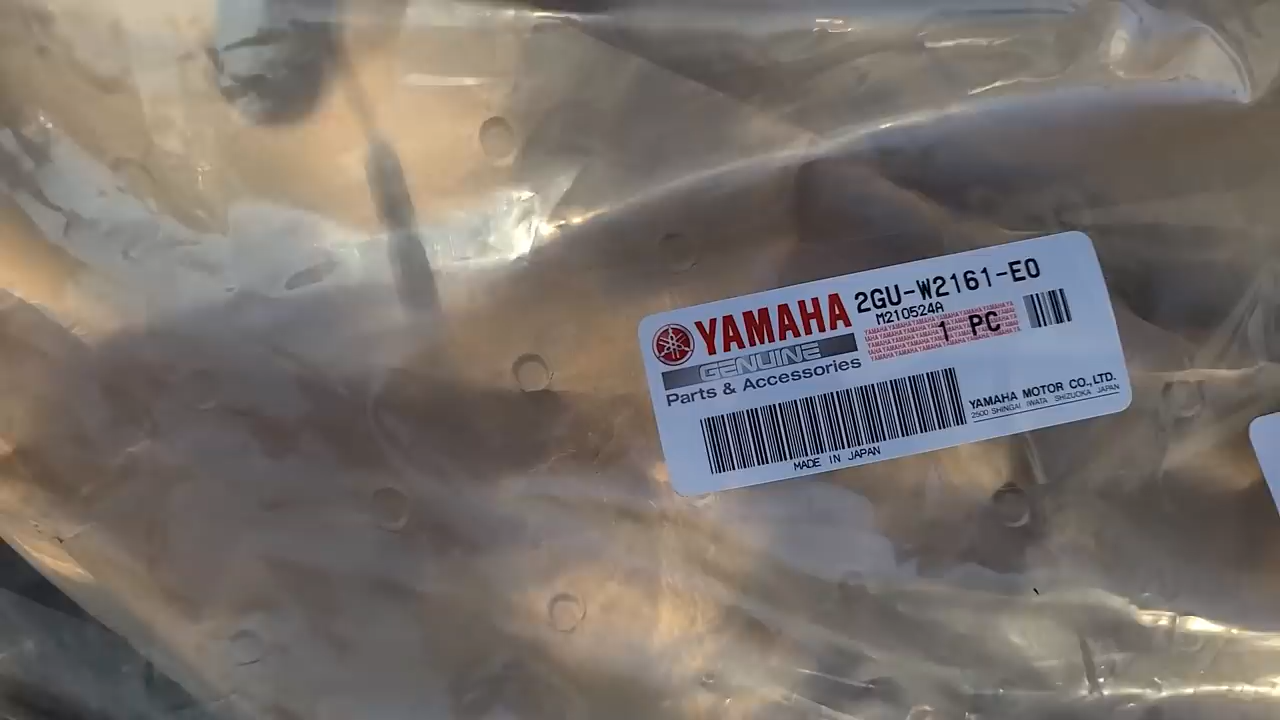 YAMAHA
GENUINE
Parts & Accessories
2GU-W2161-E0
M210524A
1 PC
MADE IN JAPAN
YAMAHA MOTOR CO.,LTD.
2500 SHINGAI IWATA SHIZUOKA JAPAN